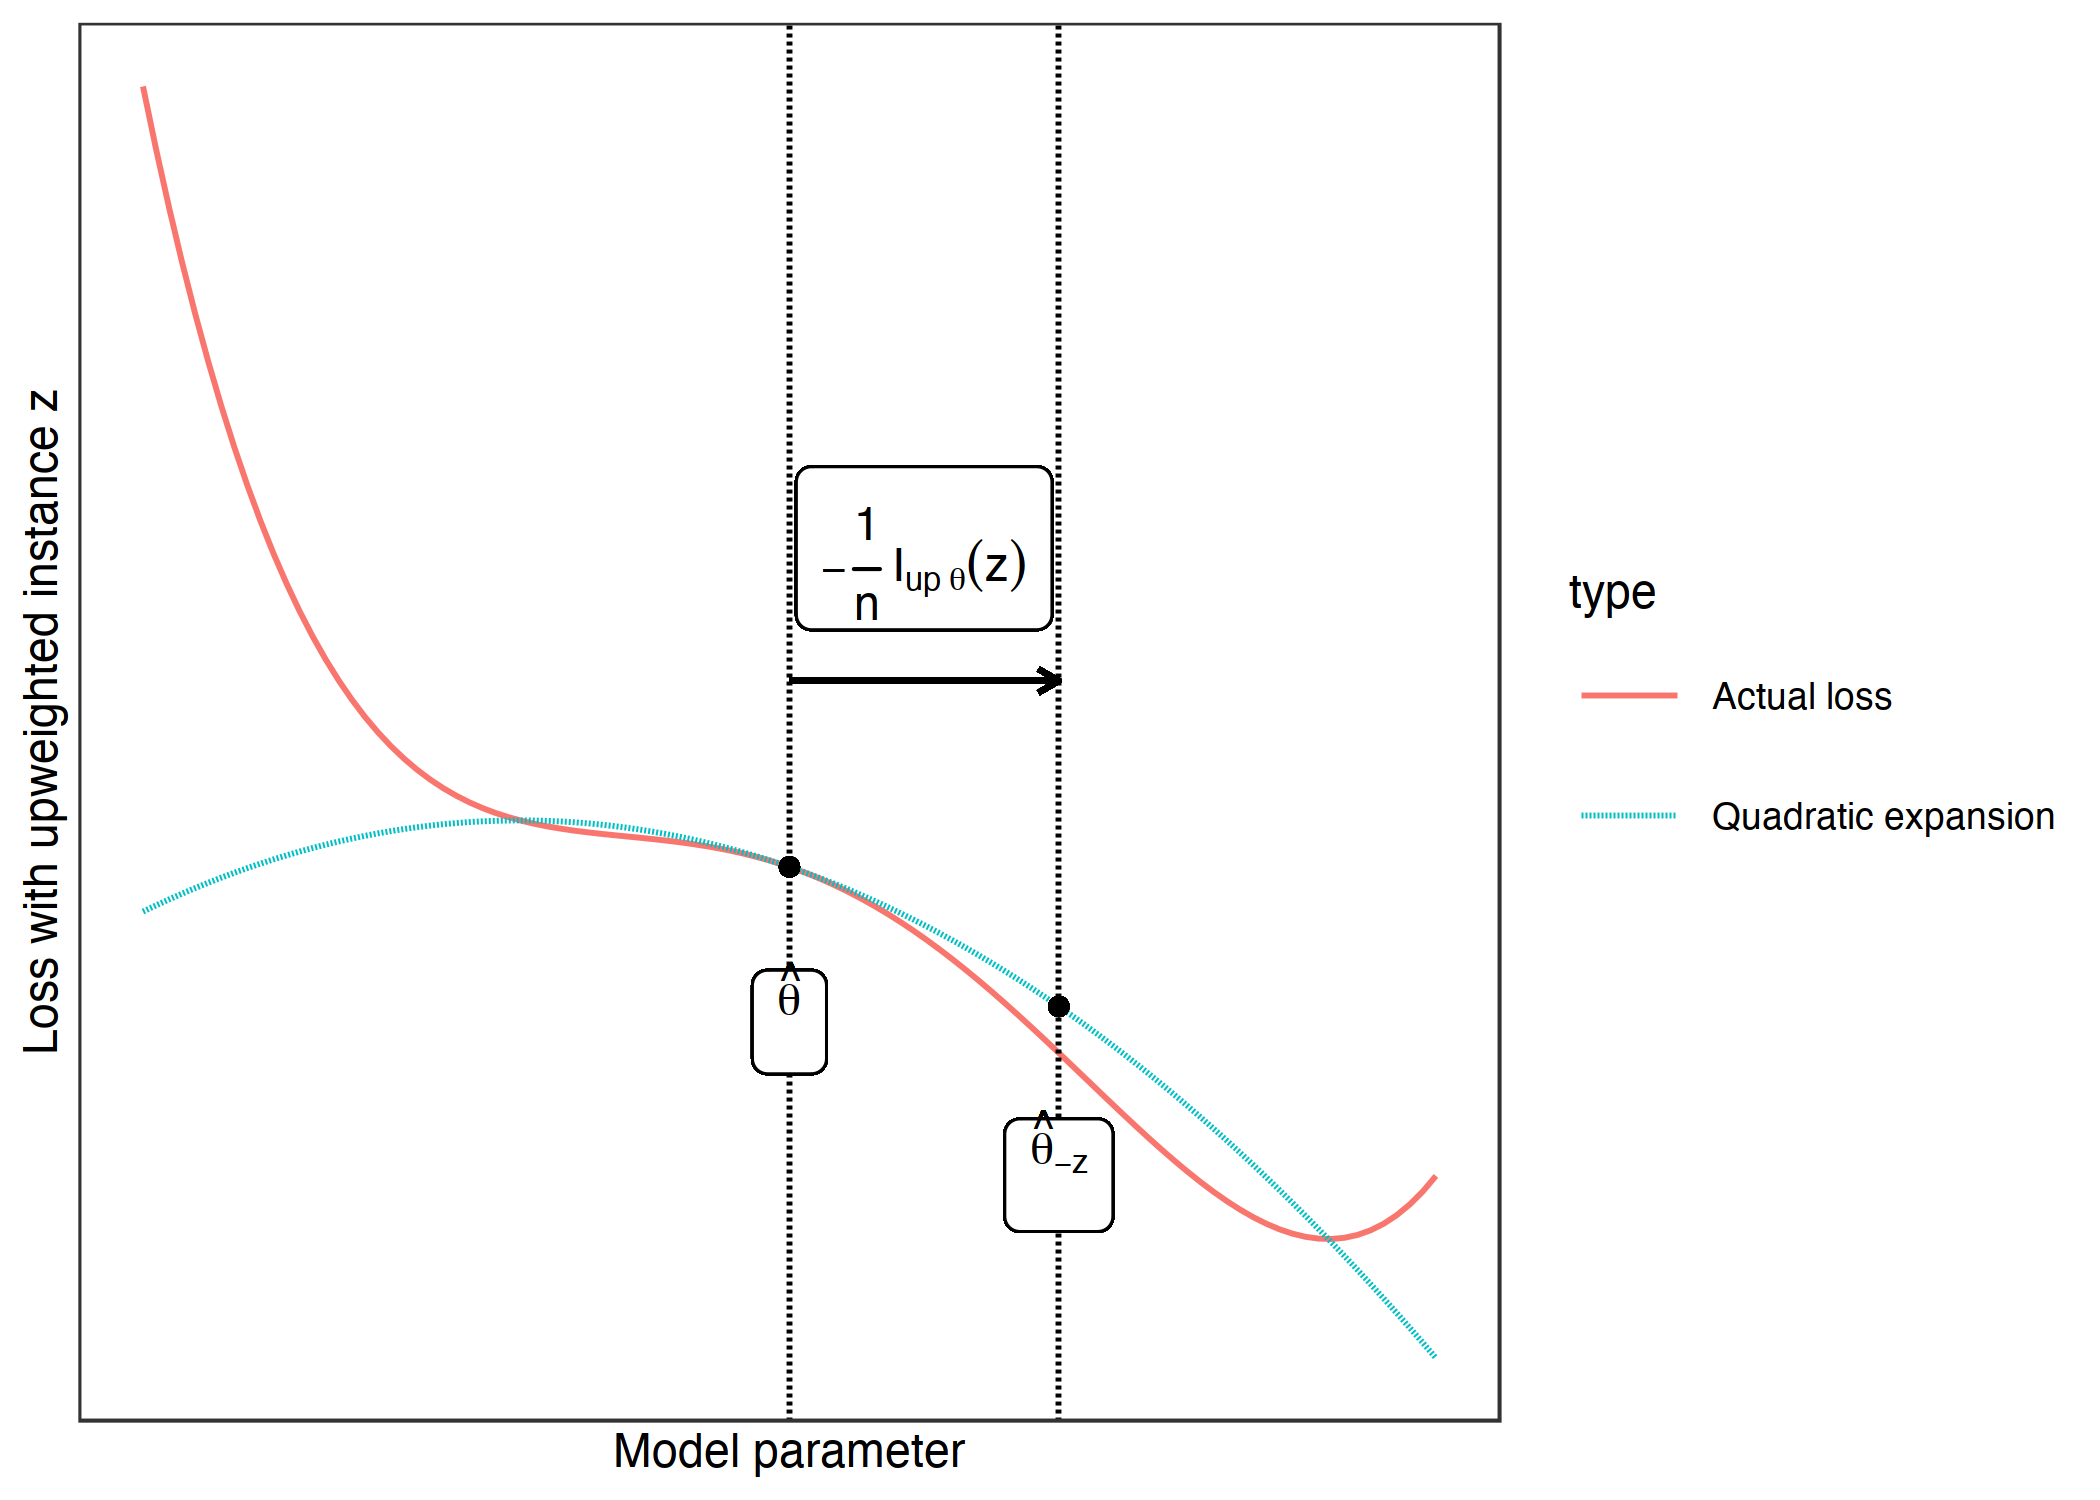 Loss with upweighted instance z
−1/n I_up θ(z)
θ̂
θ̂_−z
Model parameter
type
Actual loss
Quadratic expansion